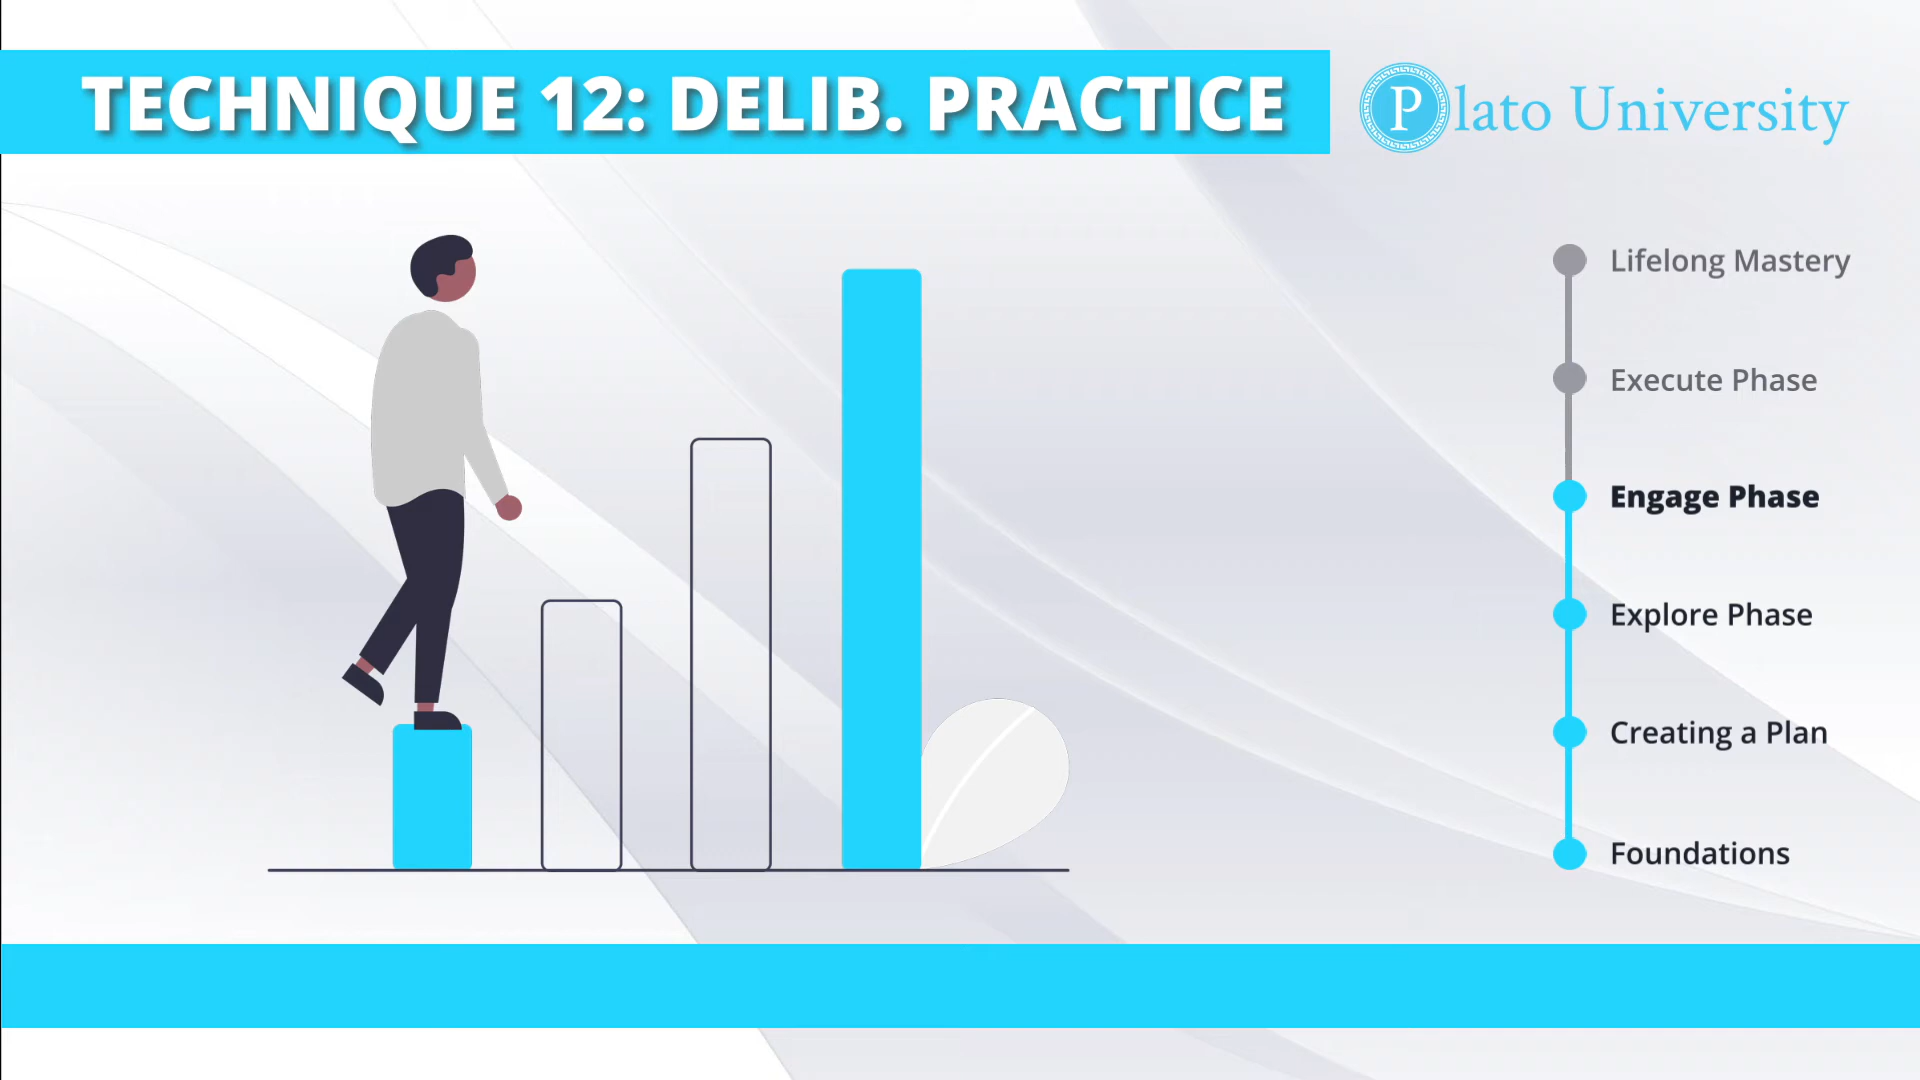 TECHNIQUE 12: DELIB. PRACTICE
Plato University
Lifelong Mastery
Execute Phase
Engage Phase
Explore Phase
Creating a Plan
Foundations